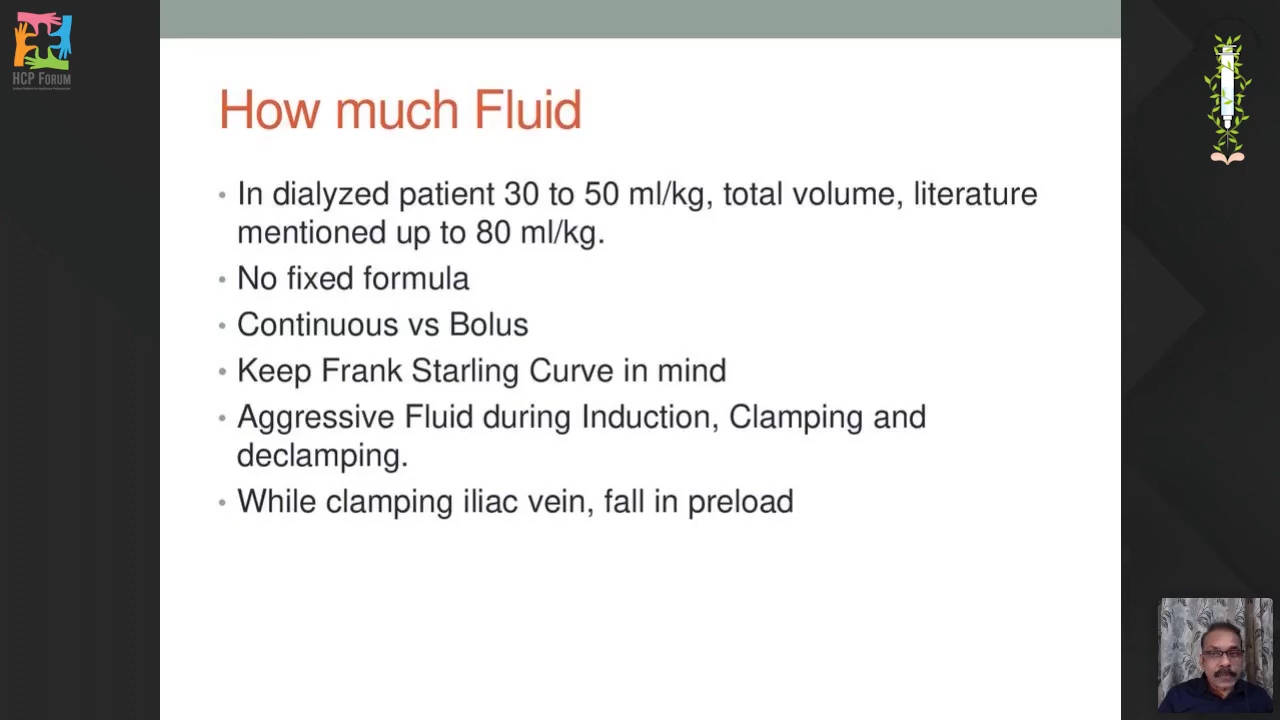 HCP FORUM
How much Fluid
• In dialyzed patient 30 to 50 ml/kg, total volume, literature
mentioned up to 80 ml/kg.
• No fixed formula
• Continuous vs Bolus
• Keep Frank Starling Curve in mind
• Aggressive Fluid during Induction, Clamping and
declamping.
• While clamping iliac vein, fall in preload